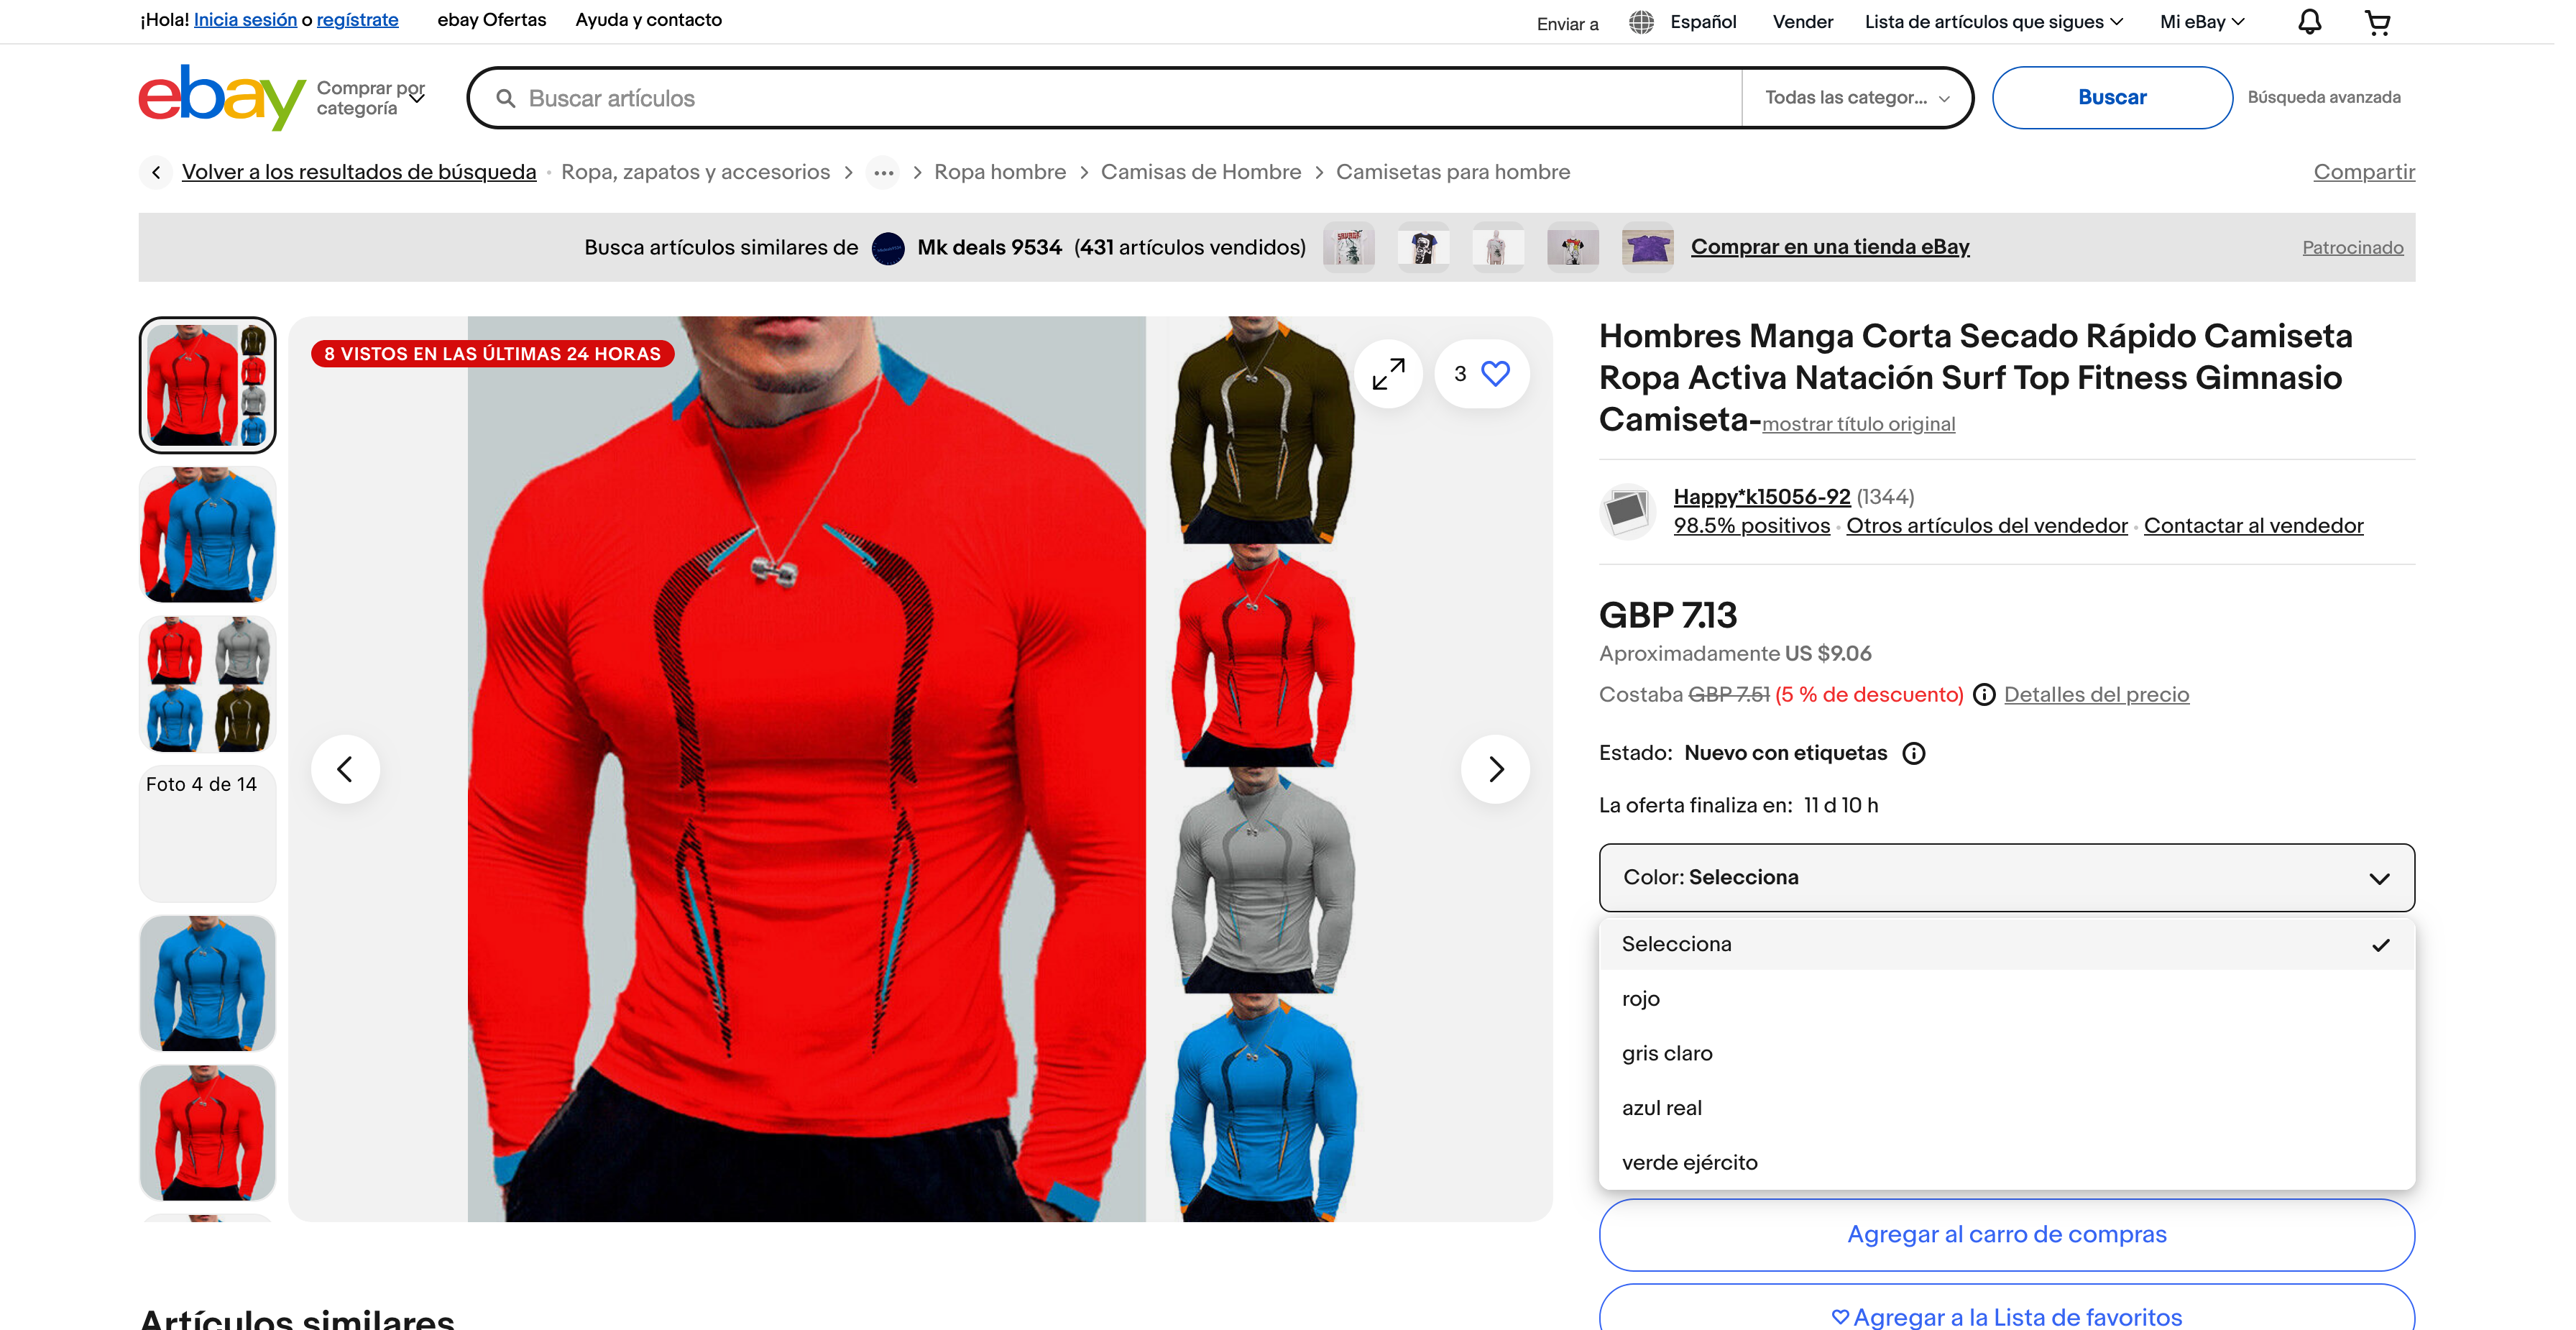 ¡Hola! Inicia sesión o regístrate ebay Ofertas Ayuda y contacto
Enviar a Español Vender Lista de artículos que sigues Mi eBay
ebay
Comprar por
categoría
Buscar artículos
Todas las categor...
Buscar
Búsqueda avanzada
Volver a los resultados de búsqueda
Ropa, zapatos y accesorios
Ropa hombre
Camisas de Hombre
Camisetas para hombre
Compartir
Busca artículos similares de Mk deals 9534 (431 artículos vendidos)
Comprar en una tienda eBay
Patrocinado
8 VISTOS EN LAS ÚLTIMAS 24 HORAS
3
Foto 4 de 14
Hombres Manga Corta Secado Rápido Camiseta
Ropa Activa Natación Surf Top Fitness Gimnasio
Camiseta-mostrar título original
Happy*k15056-92 (1344)
98.5% positivos · Otros artículos del vendedor · Contactar al vendedor
GBP 7.13
Aproximadamente US $9.06
Costaba GBP 7.51 (5 % de descuento) Detalles del precio
Estado: Nuevo con etiquetas
La oferta finaliza en: 11 d 10 h
Color: Selecciona
Selecciona
rojo
gris claro
azul real
verde ejército
Agregar al carro de compras
Agregar a la Lista de favoritos
Artículos similares